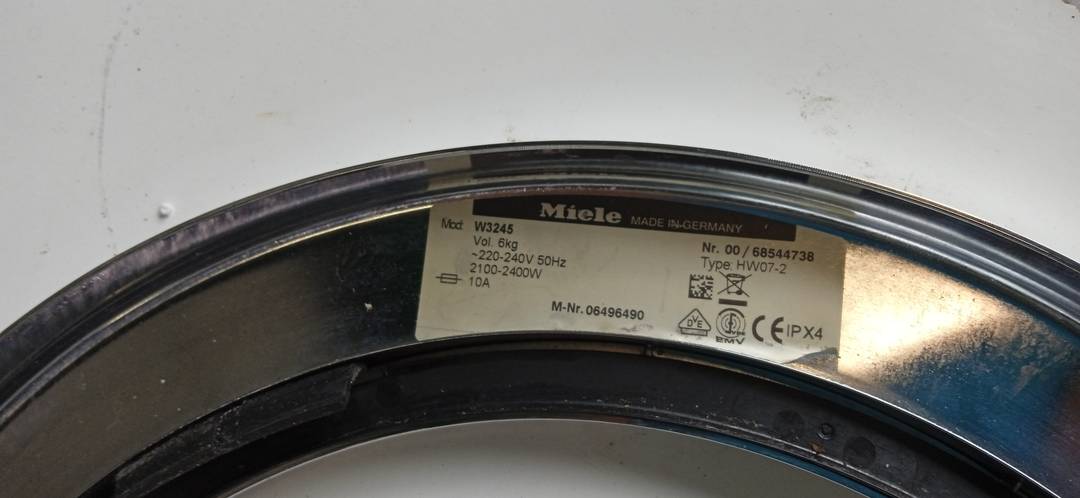 Miele MADE IN GERMANY
Mod: W3245
Vol. 6kg
~220-240V 50Hz
2100-2400W
10A
Nr. 00 / 68544738
Type: HW07-2
M-Nr. 06496490
DVE
EMV
CE IPX4